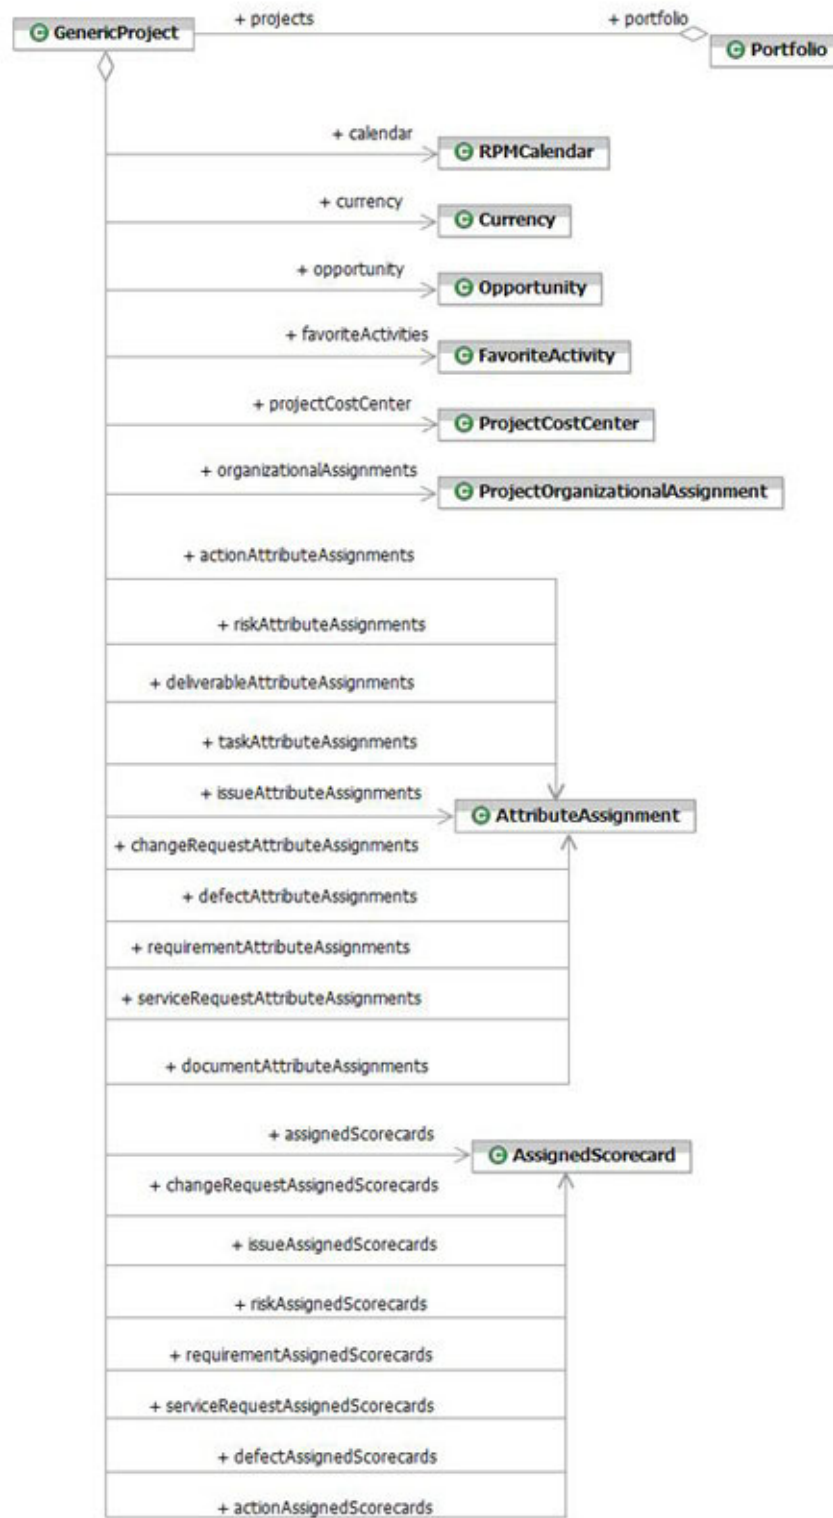 + projects + portfolio
GenericProject Portfolio
+ calendar
RPMCalendar
+ currency
Currency
+ opportunity
Opportunity
+ favoriteActivities
FavoriteActivity
+ projectCostCenter
ProjectCostCenter
+ organizationalAssignments
ProjectOrganizationalAssignment
+ actionAttributeAssignments
+ riskAttributeAssignments
+ deliverableAttributeAssignments
+ taskAttributeAssignments
+ issueAttributeAssignments
AttributeAssignment
+ changeRequestAttributeAssignments
+ defectAttributeAssignments
+ requirementAttributeAssignments
+ serviceRequestAttributeAssignments
+ documentAttributeAssignments
+ assignedScorecards
AssignedScorecard
+ changeRequestAssignedScorecards
+ issueAssignedScorecards
+ riskAssignedScorecards
+ requirementAssignedScorecards
+ serviceRequestAssignedScorecards
+ defectAssignedScorecards
+ actionAssignedScorecards